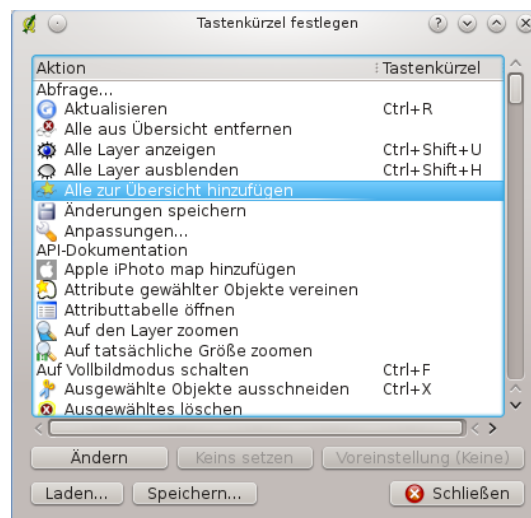 Tastenkürzel festlegen
Aktion Tastenkürzel
Abfrage...
Aktualisieren Ctrl+R
Alle aus Übersicht entfernen
Alle Layer anzeigen Ctrl+Shift+U
Alle Layer ausblenden Ctrl+Shift+H
Alle zur Übersicht hinzufügen
Änderungen speichern
Anpassungen...
API-Dokumentation
Apple iPhoto map hinzufügen
Attribute gewählter Objekte vereinen
Attributtabelle öffnen
Auf den Layer zoomen
Auf tatsächliche Größe zoomen
Auf Vollbildmodus schalten Ctrl+F
Ausgewählte Objekte ausschneiden Ctrl+X
Ausgewähltes löschen
Ändern Keins setzen Voreinstellung (Keine)
Laden... Speichern... Schließen